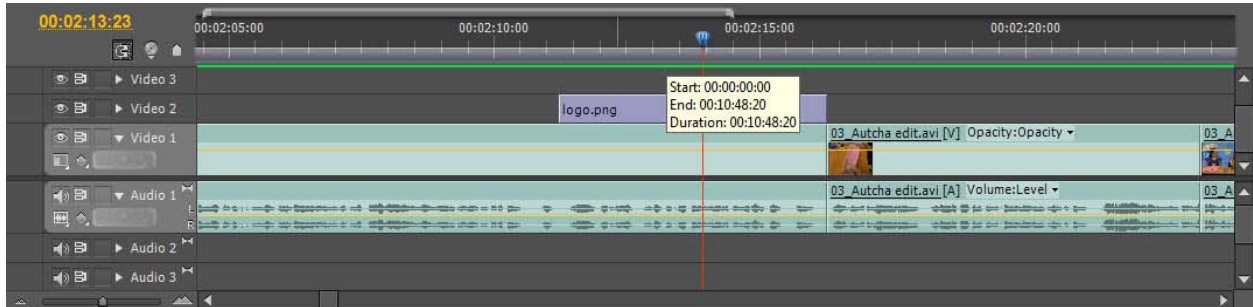 00:02:13:23
00:02:05:00 00:02:10:00 00:02:15:00 00:02:20:00
Video 3
Start: 00:00:00:00
End: 00:10:48:20
Duration: 00:10:48:20
Video 2
logo.png
Video 1
03_Autcha edit.avi [V] Opacity:Opacity
03_A
Audio 1
03_Autcha edit.avi [A] Volume:Level
03_A
L
R
Audio 2
Audio 3